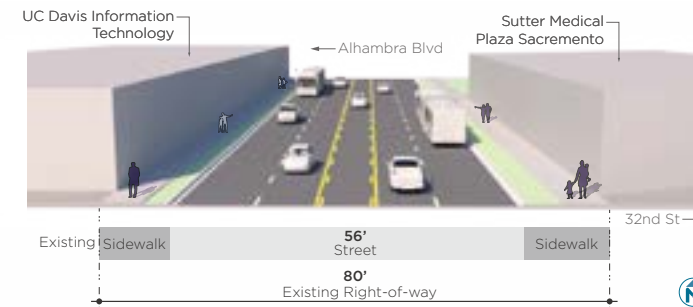 UC Davis Information
Technology
Sutter Medical
Plaza Sacramento
Alhambra Blvd
32nd St
Existing
Sidewalk
56'
Street
Sidewalk
80'
Existing Right-of-way